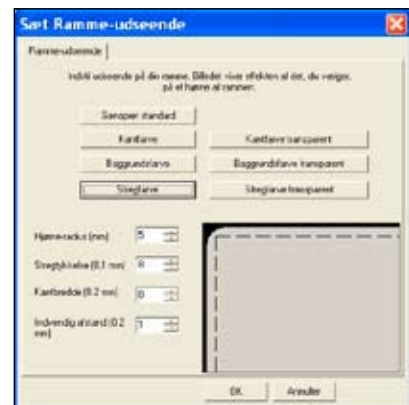 Sæt Ramme-udseende
Ramme-udseende
Indstil udseende på din ramme. Billedet viser effekten af det, du vælger,
på et hjørne af rammen.
Genopret standard
Kantfarve
Kantfarve transparent
Baggrundsfarve
Baggrundsfarve transparent
Stregfarve
Stregfarve transparent
Hjørne-radius (mm)
5
Stregtykkelse (0,1 mm)
8
Kantbredde (0.2 mm)
Indvendig afstand (0.2
mm)
OK
Annuller